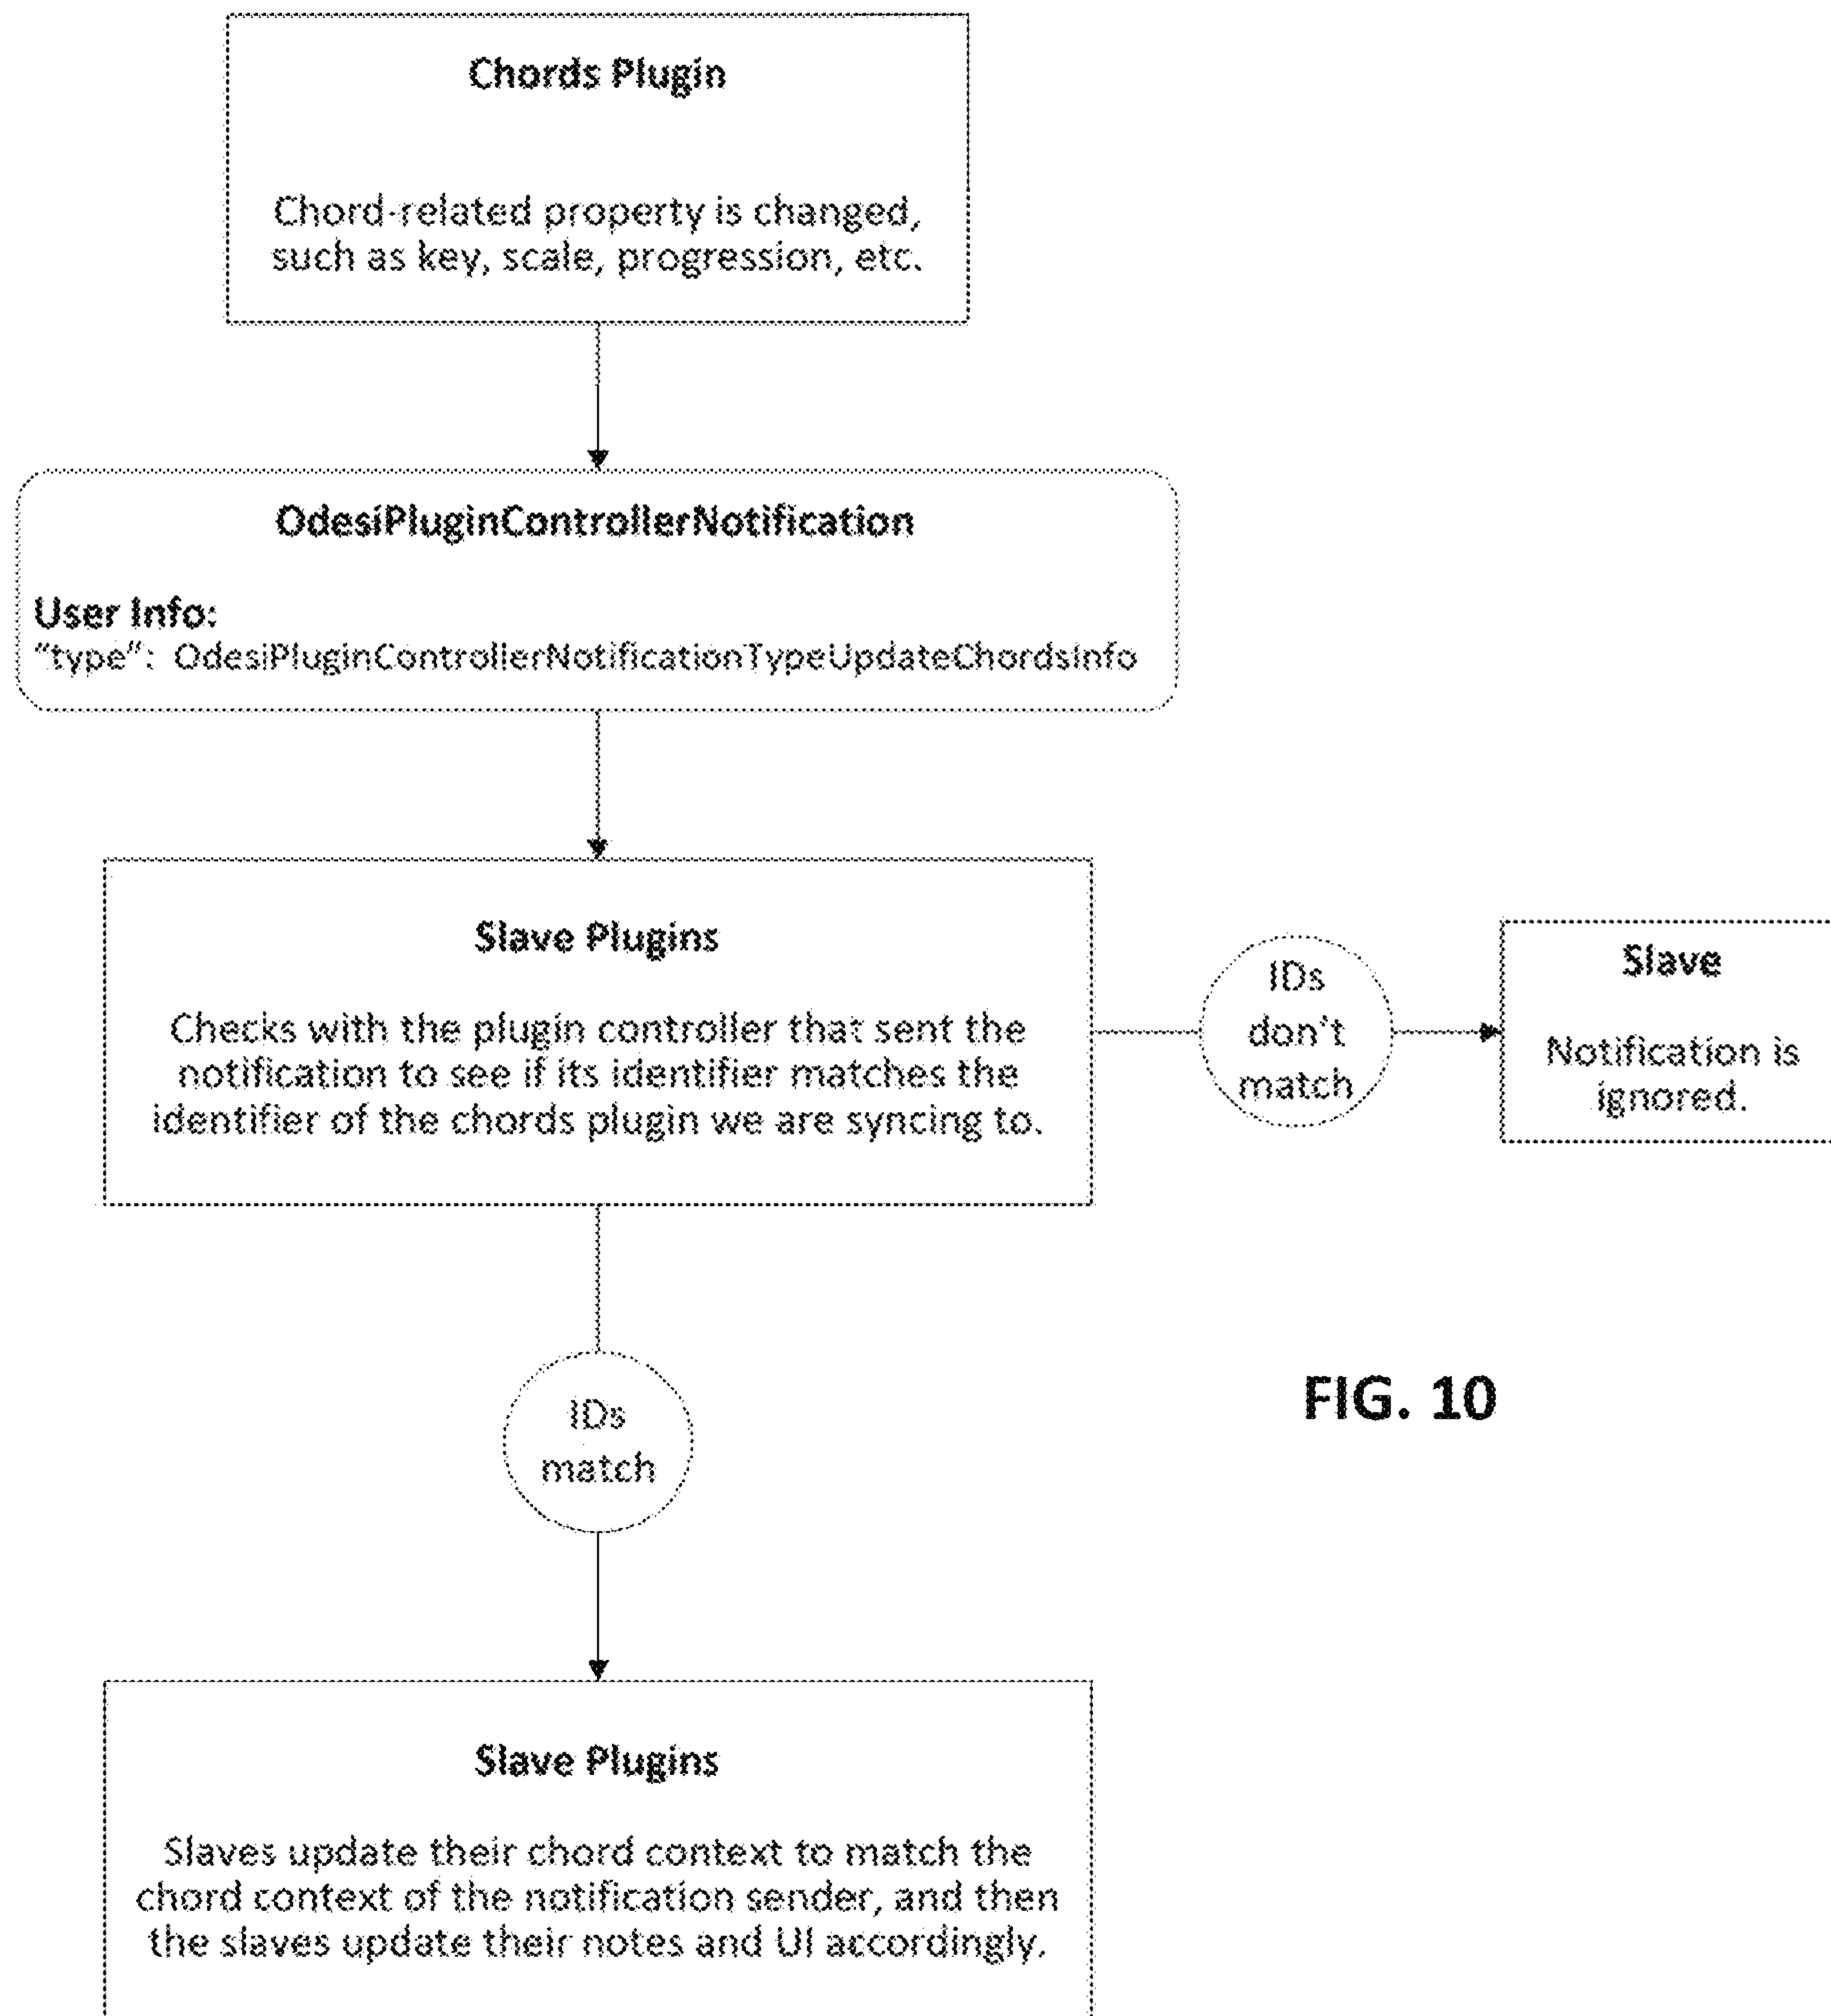 Chords Plugin
Chord-related property is changed,
such as key, scale, progression, etc.
OdesiPluginControllerNotification
User Info:
"type": OdesiPluginControllerNotificationTypeUpdateChordsInfo
Slave Plugins
Checks with the plugin controller that sent the
notification to see if its identifier matches the
identifier of the chords plugin we are syncing to.
IDs
don't
match
Slave
Notification is
ignored.
IDs
match
FIG. 10
Slave Plugins
Slaves update their chord context to match the
chord context of the notification sender, and then
the slaves update their notes and UI accordingly.